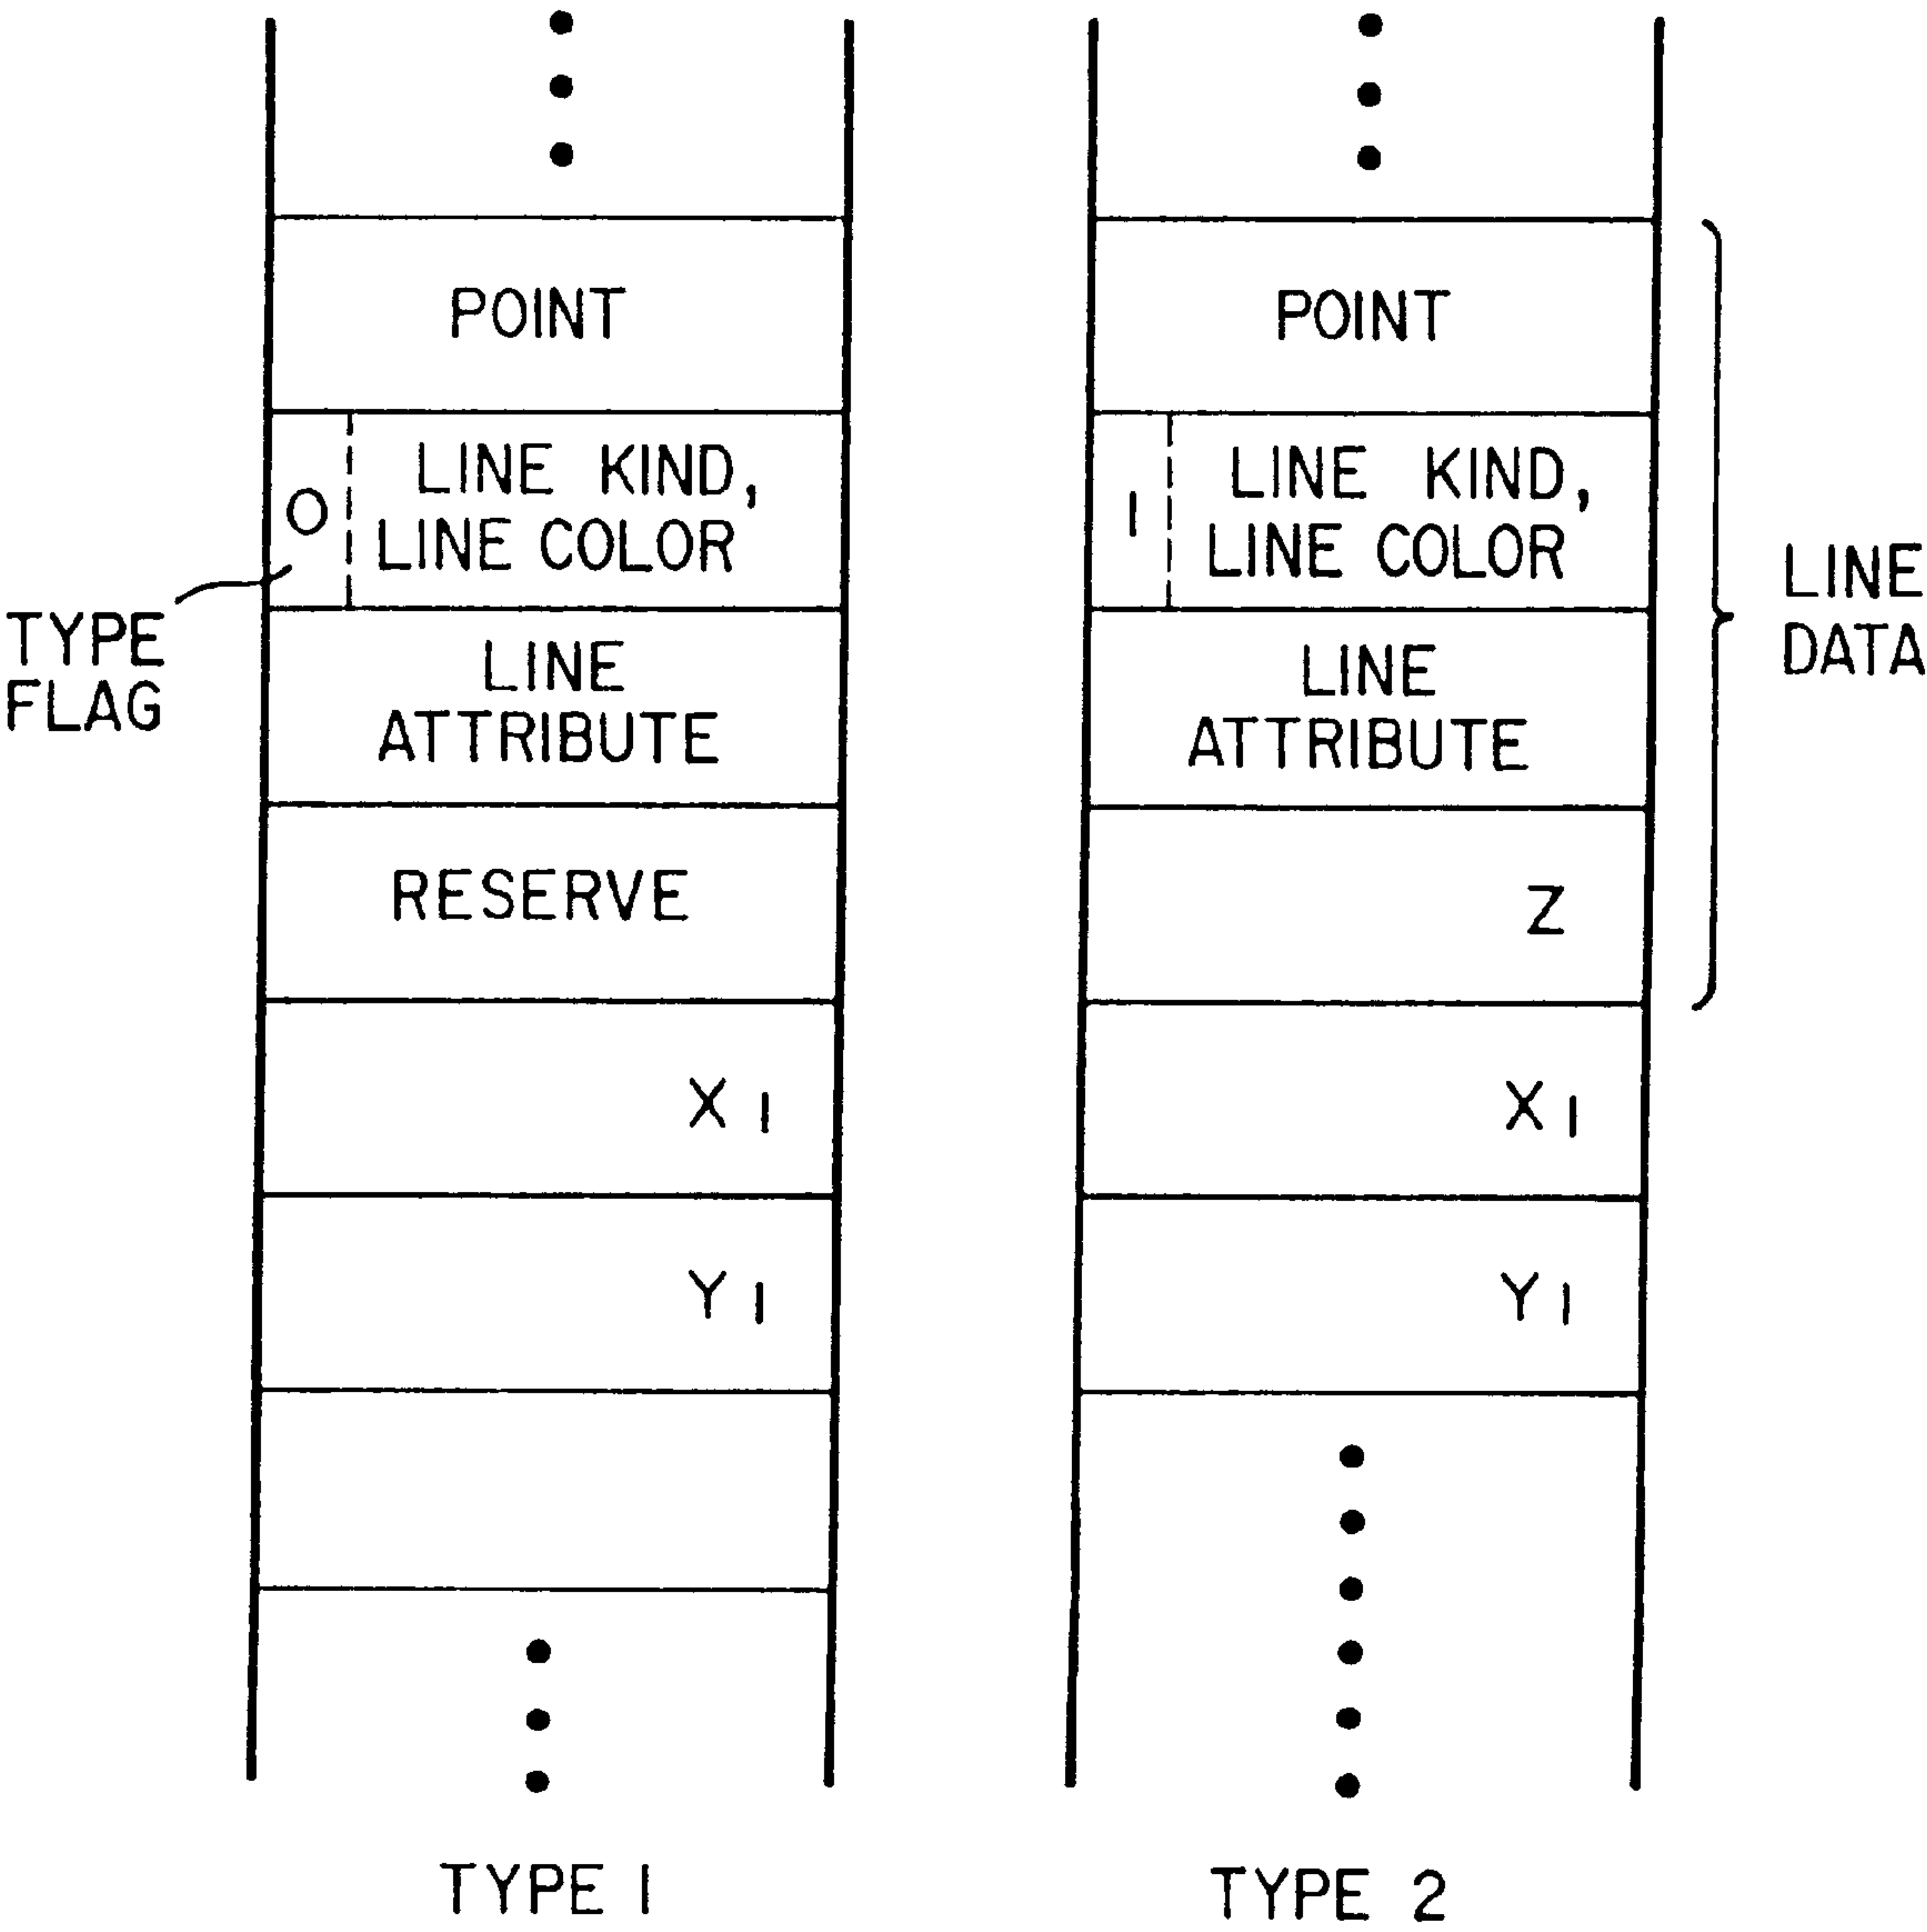 POINT
0
LINE KIND,
LINE COLOR
TYPE
FLAG
LINE
ATTRIBUTE
RESERVE
X1
Y1
TYPE 1
POINT
1
LINE KIND,
LINE COLOR
LINE
ATTRIBUTE
Z
X1
Y1
TYPE 2
LINE
DATA